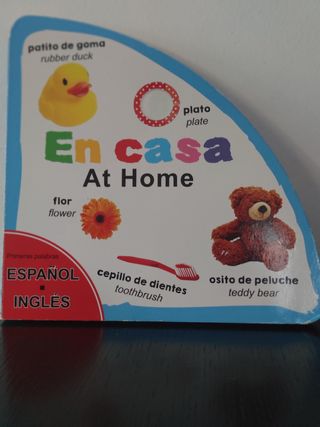 patito de goma
rubber duck
plato
plate
En casa
At Home
flor
flower
cepillo de dientes
toothbrush
osito de peluche
teddy bear
Primeras palabras
ESPAÑOL
INGLÉS